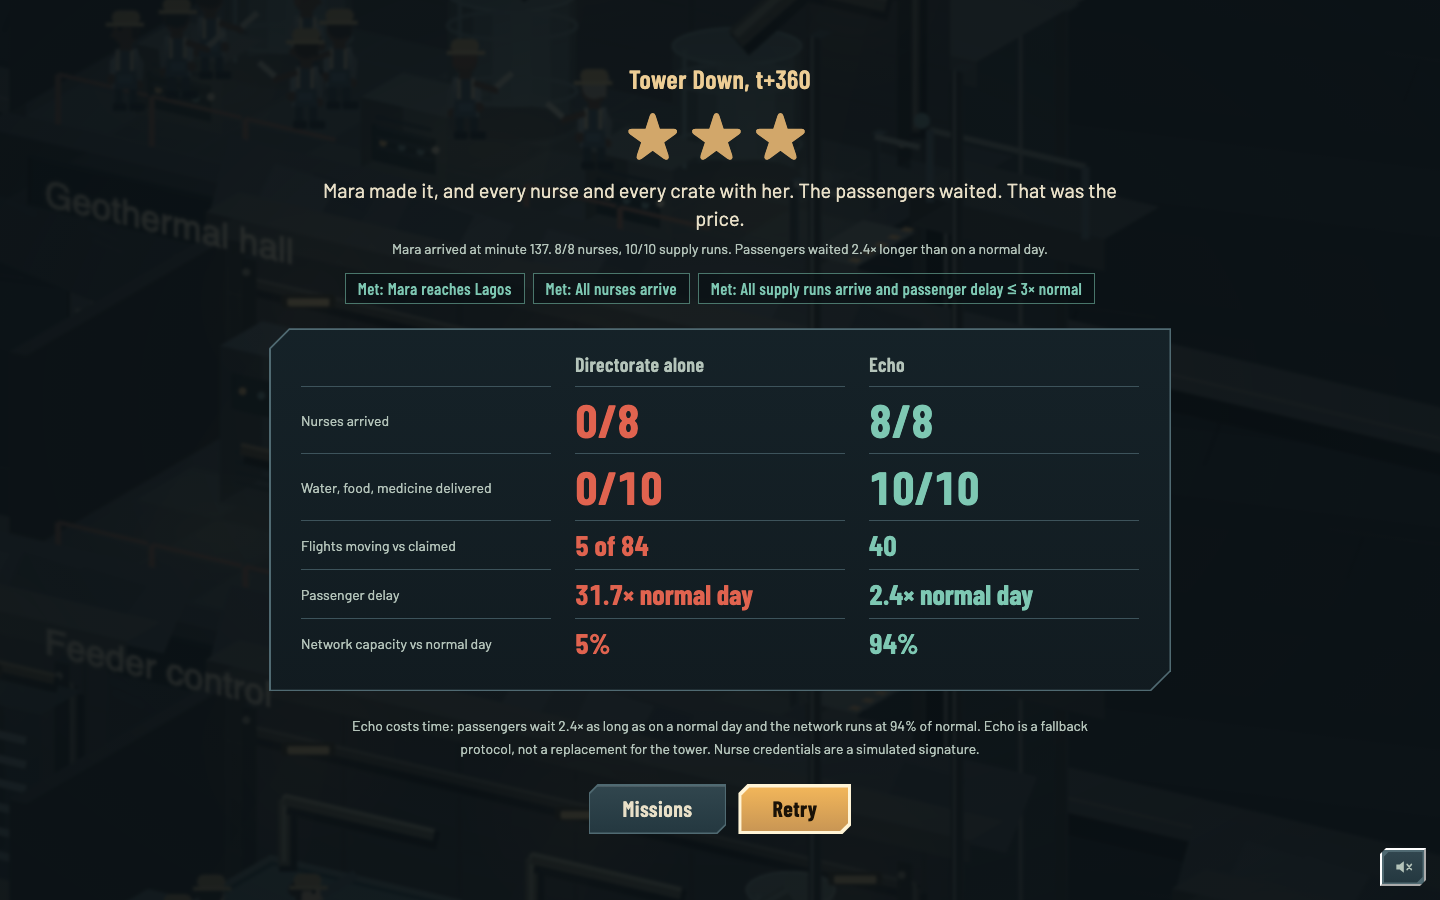 Tower Down, t+360
Mara made it, and every nurse and every crate with her. The passengers waited. That was the
price.
Mara arrived at minute 137. 8/8 nurses, 10/10 supply runs. Passengers waited 2.4× longer than on a normal day.
Met: Mara reaches Lagos
Met: All nurses arrive
Met: All supply runs arrive and passenger delay ≤ 3× normal
Geothermal hall
Directorate alone
Echo
Nurses arrived
0/8
8/8
Water, food, medicine delivered
0/10
10/10
Flights moving vs claimed
5 of 84
40
Passenger delay
31.7× normal day
2.4× normal day
Network capacity vs normal day
5%
94%
Feeder control
Echo costs time: passengers wait 2.4× as long as on a normal day and the network runs at 94% of normal. Echo is a fallback
protocol, not a replacement for the tower. Nurse credentials are a simulated signature.
Missions
Retry